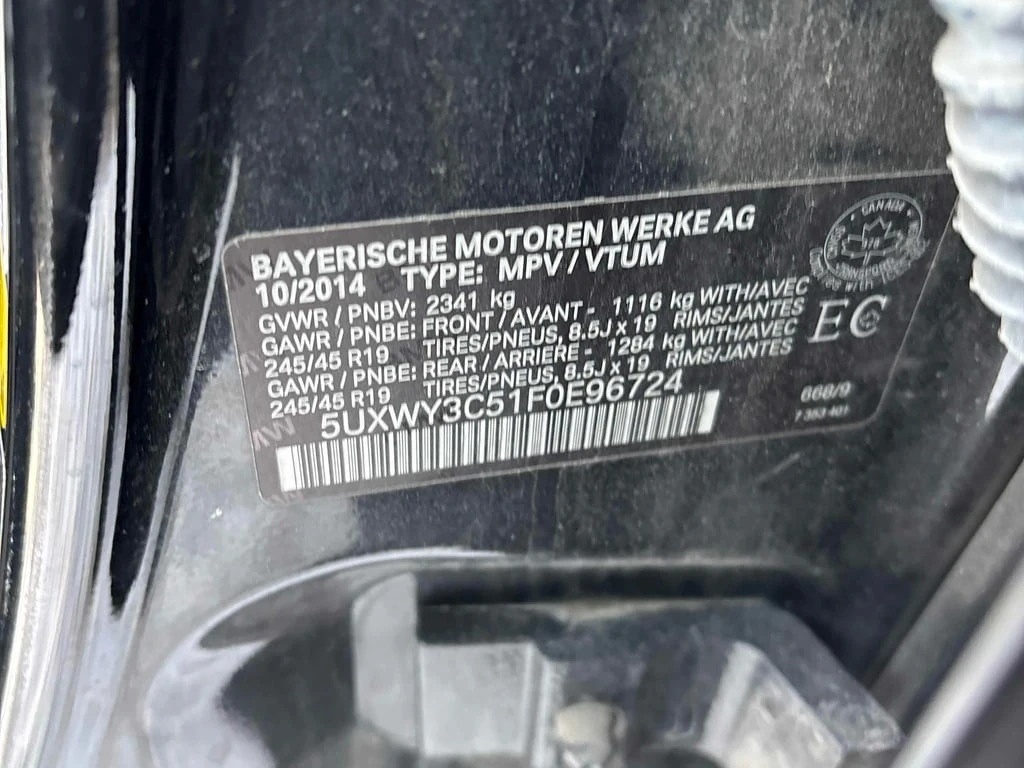 BAYERISCHE MOTOREN WERKE AG
10/2014 TYPE: MPV / VTUM
GVWR / PNBV: 2341 kg
GAWR / PNBE: FRONT / AVANT - 1116 kg WITH/AVEC
245/45 R19 TIRES/PNEUS, 8.5J x 19 RIMS/JANTES
GAWR / PNBE: REAR / ARRIERE - 1284 kg WITH/AVEC
245/45 R19 TIRES/PNEUS, 8.5J x 19 RIMS/JANTES
5UXWY3C51F0E96724
CANADA
EC
668/9